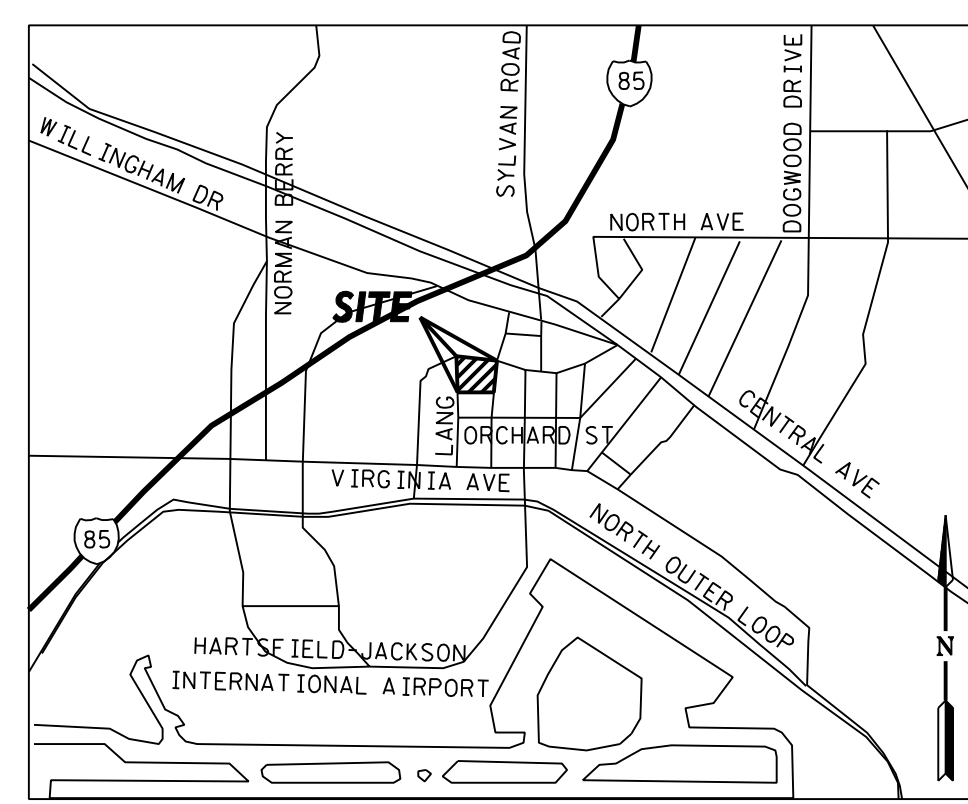 SYLVAN ROAD
DOGWOOD DRIVE
85
WILLINGHAM DR
NORMAN BERRY
NORTH AVE
SITE
LANG
ORCHARD ST
CENTRAL AVE
VIRGINIA AVE
85
NORTH OUTER LOOP
HARTSFIELD-JACKSON
INTERNATIONAL AIRPORT
N